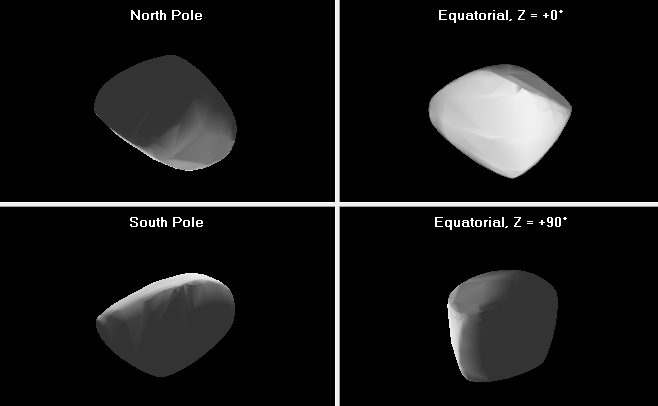 North Pole
Equatorial, Z = +0°
South Pole
Equatorial, Z = +90°